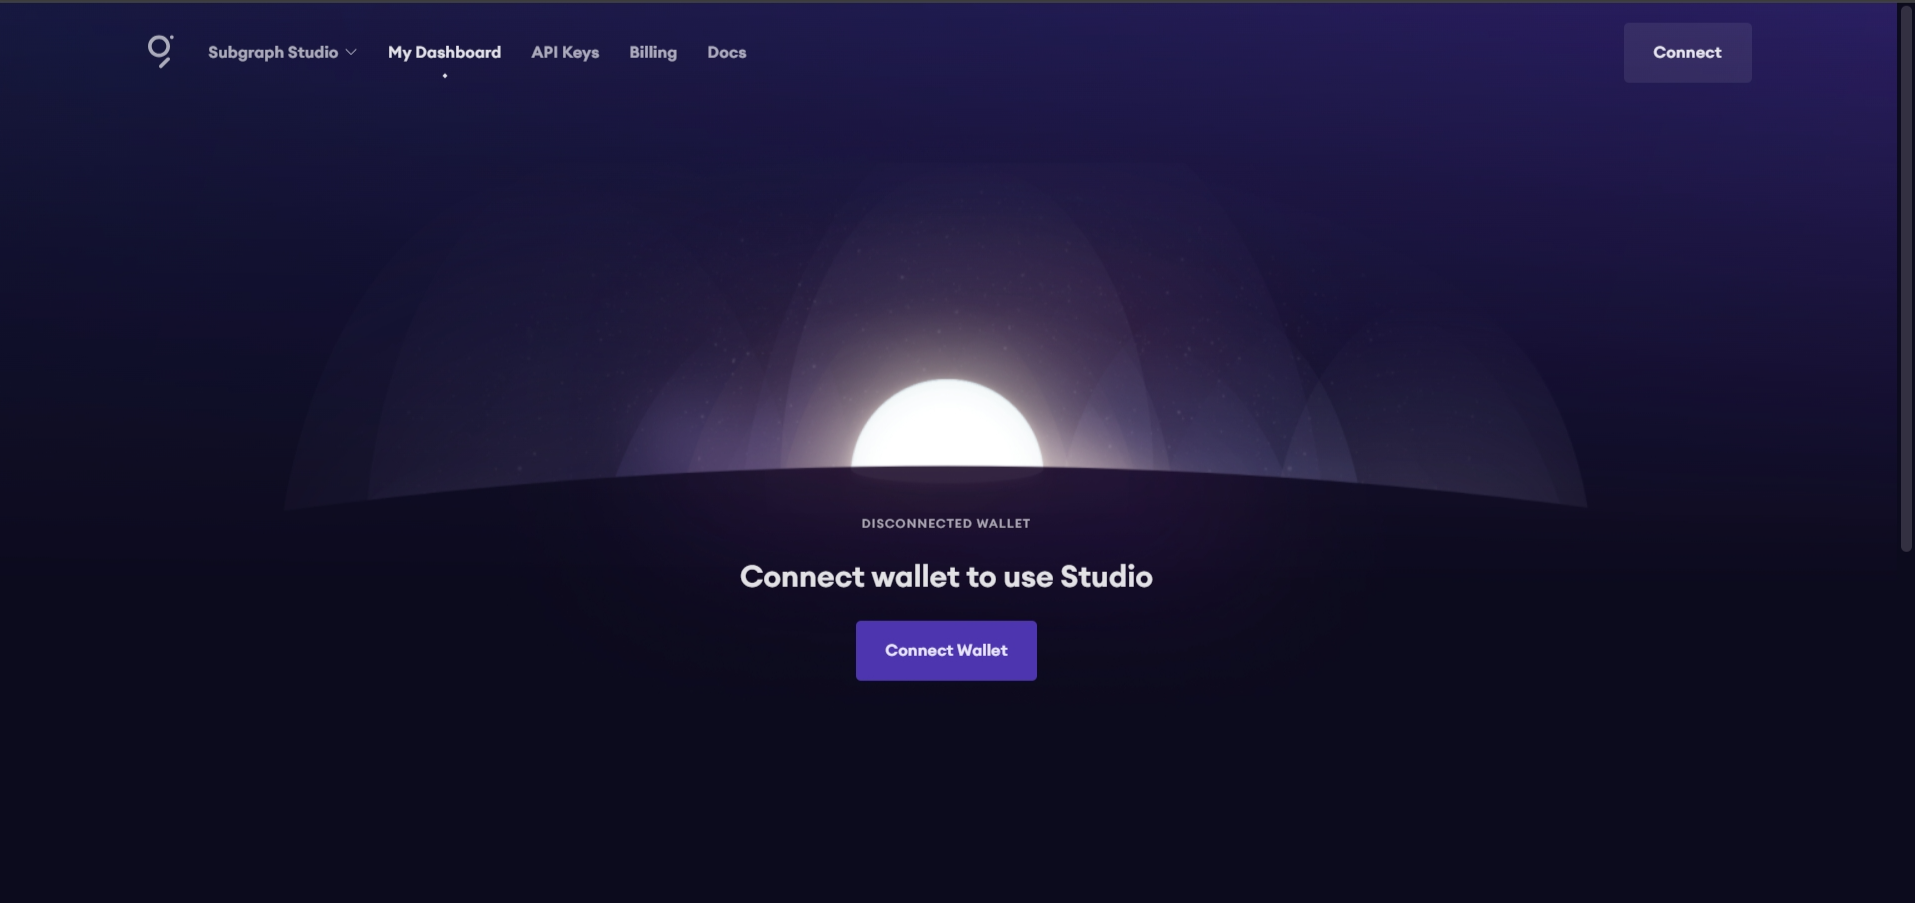 Subgraph Studio My Dashboard API Keys Billing Docs Connect
DISCONNECTED WALLET
Connect wallet to use Studio
Connect Wallet